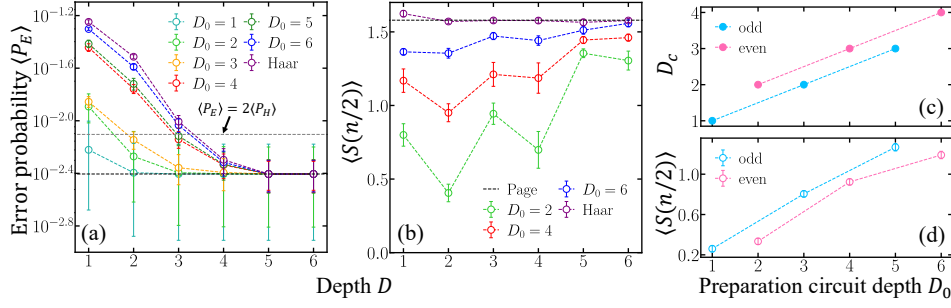 Error probability ⟨P_E⟩
10^−1.2
10^−1.6
10^−2.0
10^−2.4
10^−2.8
D_0 = 1
D_0 = 2
D_0 = 3
D_0 = 4
D_0 = 5
D_0 = 6
Haar
⟨P_E⟩ = 2⟨P_H⟩
(a)
1 2 3 4 5 6
⟨S(n/2)⟩
1.5
1.0
0.5
0.0
Page
D_0 = 2
D_0 = 4
D_0 = 6
Haar
(b)
1 2 3 4 5 6
Depth D
D_c
4
3
2
1
odd
even
(c)
⟨S(n/2)⟩
1.0
0.6
0.2
odd
even
(d)
1 2 3 4 5 6
Preparation circuit depth D_0